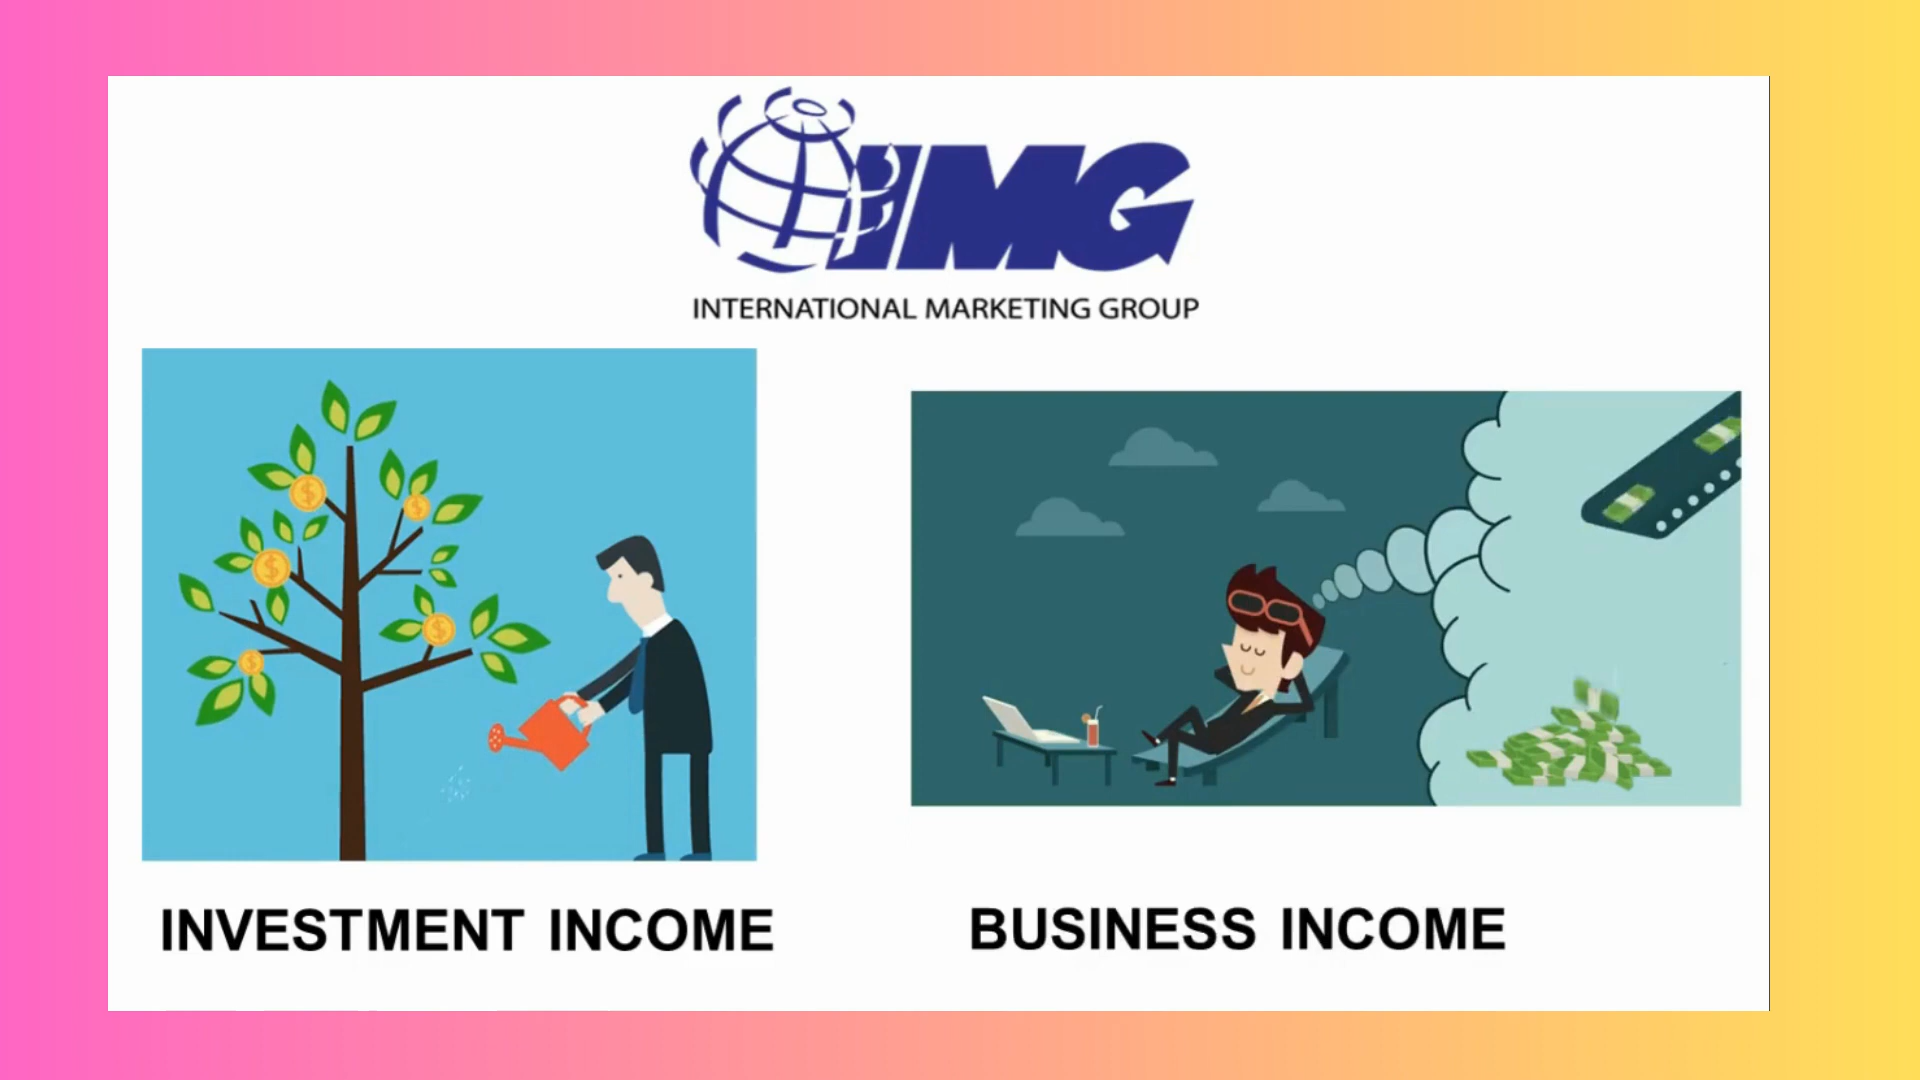 IMG
INTERNATIONAL MARKETING GROUP
$
$
$
$
$
INVESTMENT INCOME
BUSINESS INCOME